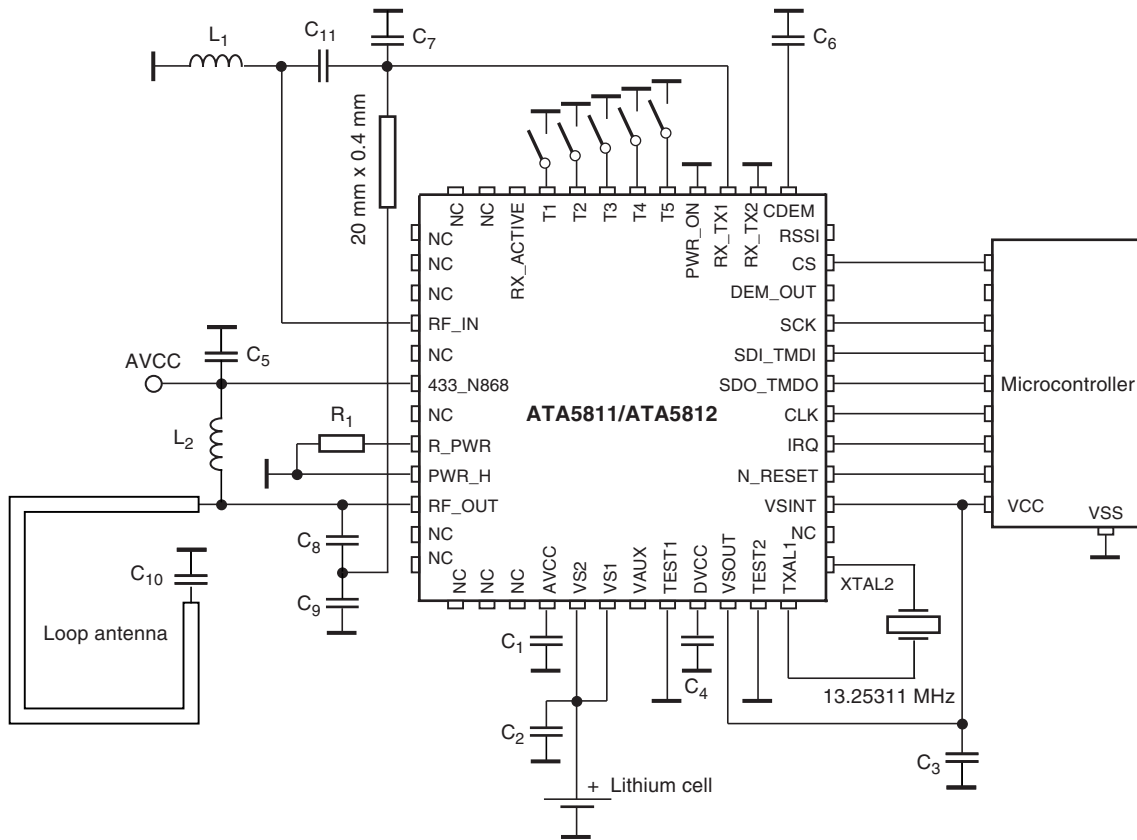 L1
C11
C7
C6
20 mm x 0.4 mm
NC
NC
RX_ACTIVE
T1
T2
T3
T4
T5
PWR_ON
RX_TX1
RX_TX2
CDEM
NC
NC
NC
RF_IN
NC
433_N868
NC
R_PWR
PWR_H
RF_OUT
NC
NC
RSSI
CS
DEM_OUT
SCK
SDI_TMDI
SDO_TMDO
CLK
IRQ
N_RESET
VSINT
NC
XTAL2
ATA5811/ATA5812
Microcontroller
VCC
VSS
AVCC
C5
L2
R1
C8
C9
C10
Loop antenna
NC
NC
NC
AVCC
VS2
VS1
VAUX
TEST1
DVCC
VSOUT
TEST2
TXAL1
C1
C2
C4
13.25311 MHz
C3
+ Lithium cell